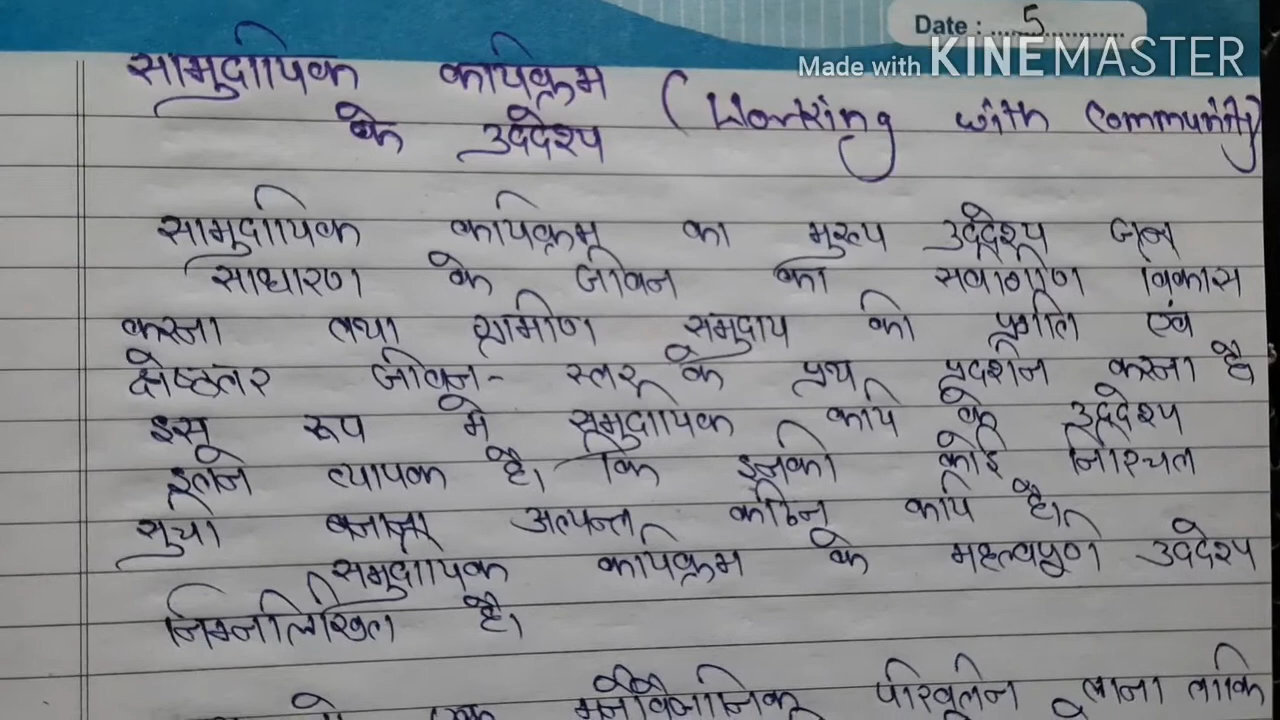 Date : 5
Made with KINEMASTER
सामुदायिक कार्यक्रम (Working with community)
के उद्देश्य
सामुदायिक कार्यक्रम का मुख्य उद्देश्य जन
साधारण के जीवन का सर्वांगीण विकास
करना तथा ग्रामीण समुदाय की प्रगति एवं
श्रेष्ठतर जीवन- स्तर के पथ प्रदर्शन करना है
इस रूप में समुदायिक कार्य के उद्देश्य
इतने व्यापक है। कि इनकी कोई निश्चित
सुची बनाना अत्यन्त कठिन कार्य है।
समुदायिक कार्यक्रम के महत्वपूर्ण उद्देश्य
निम्नलिखित है।
मनोवैज्ञानिक परिवर्तन लाना ताकि